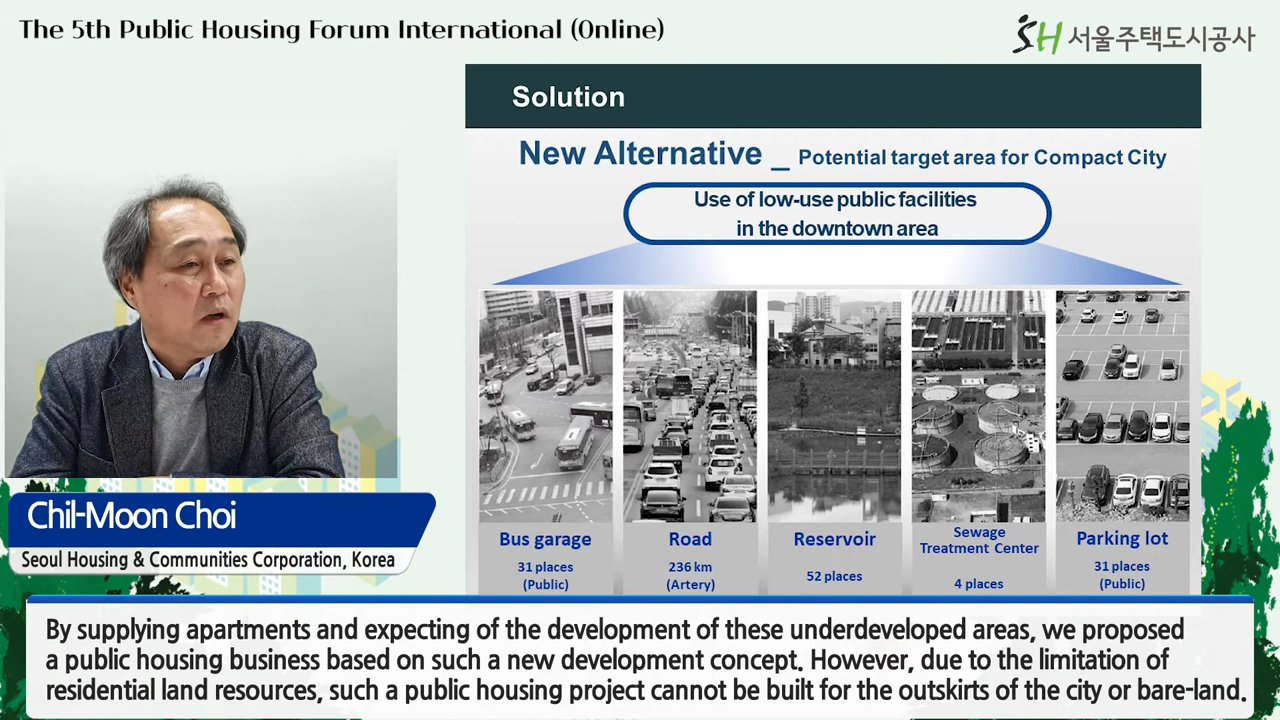 The 5th Public Housing Forum International (Online)
SH 서울주택도시공사
Solution
New Alternative _ Potential target area for Compact City
Use of low-use public facilities
in the downtown area
Bus garage
31 places
(Public)
Road
236 km
(Artery)
Reservoir
52 places
Sewage
Treatment Center
4 places
Parking lot
31 places
(Public)
Chil-Moon Choi
Seoul Housing & Communities Corporation, Korea
By supplying apartments and expecting of the development of these underdeveloped areas, we proposed
a public housing business based on such a new development concept. However, due to the limitation of
residential land resources, such a public housing project cannot be built for the outskirts of the city or bare-land.